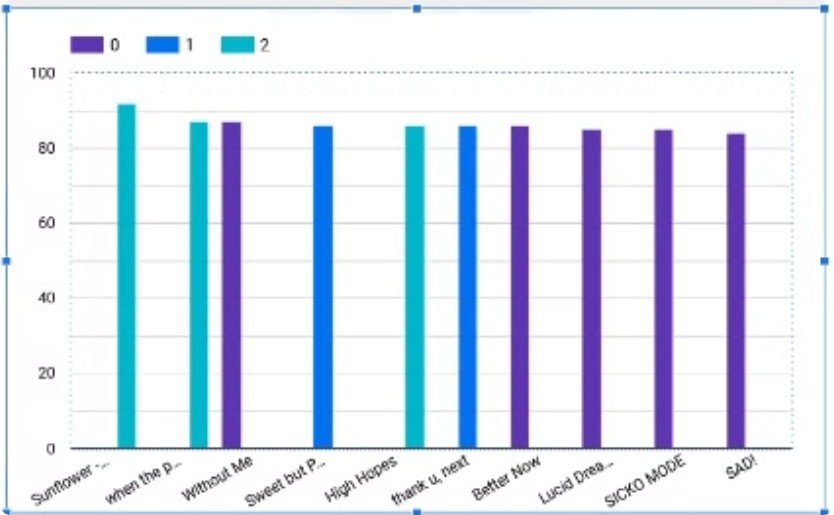 0 1 2
100
80
60
40
20
0
Sunflower -...
when the p...
Without Me
Sweet but P...
High Hopes
thank u, next
Better Now
Lucid Drea...
SICKO MODE
SAD!